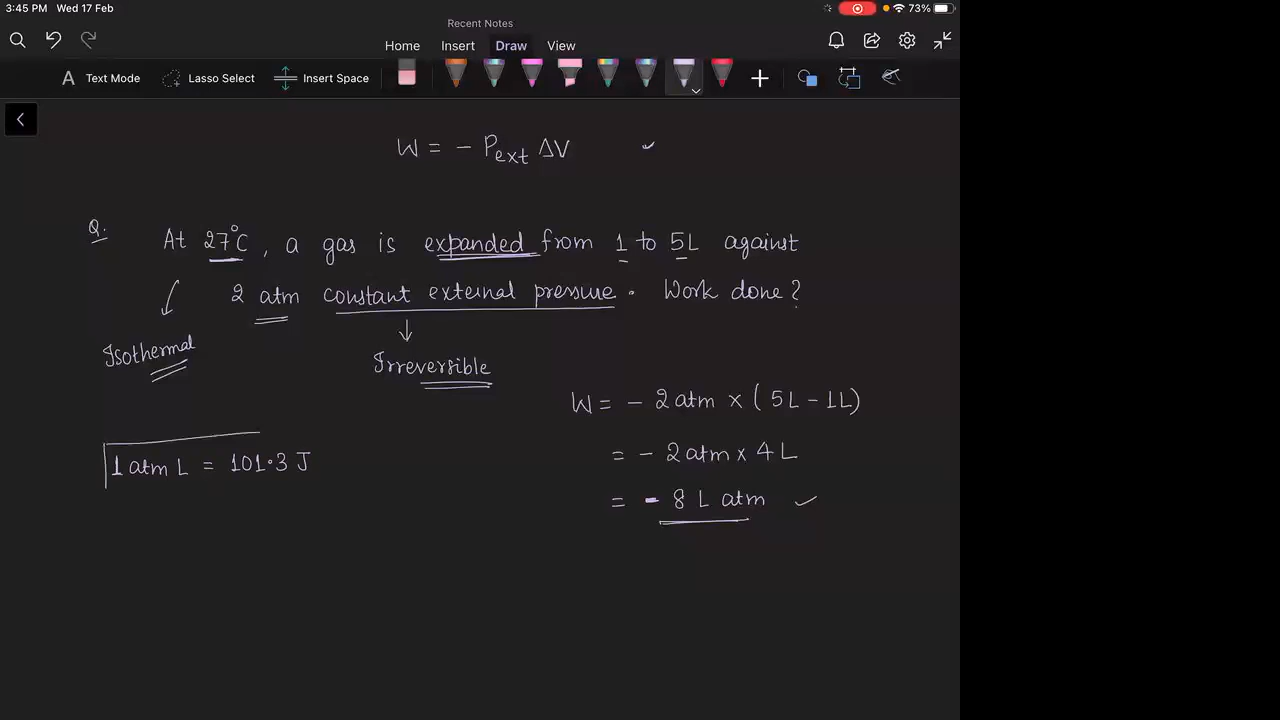 3:45 PM Wed 17 Feb
73%
Recent Notes
Home Insert Draw View
A Text Mode Lasso Select Insert Space
W = - Pext ΔV
Q. At 27°C, a gas is expanded from 1 to 5L against
2 atm constant external pressure. Work done?
Isothermal
Irreversible
W = - 2 atm × (5L - 1L)
1 atm L = 101.3 J
= - 2 atm × 4 L
= - 8 L atm